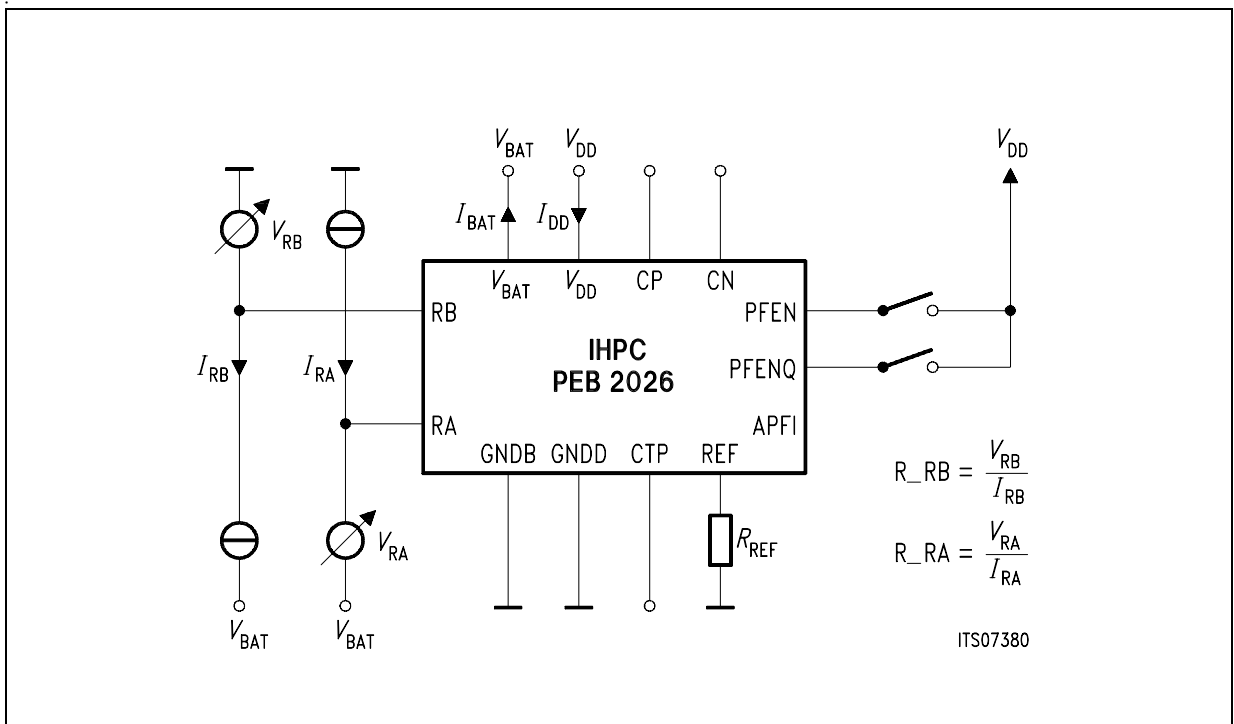 V_BAT V_DD V_DD
V_RB I_BAT I_DD
V_BAT V_DD CP CN
RB PFEN
IHPC
I_RB I_RA PFENQ
PEB 2026
RA APFI
GNDB GNDD CTP REF
R_RB = V_RB / I_RB
V_RA R_REF
R_RA = V_RA / I_RA
V_BAT V_BAT
ITS07380